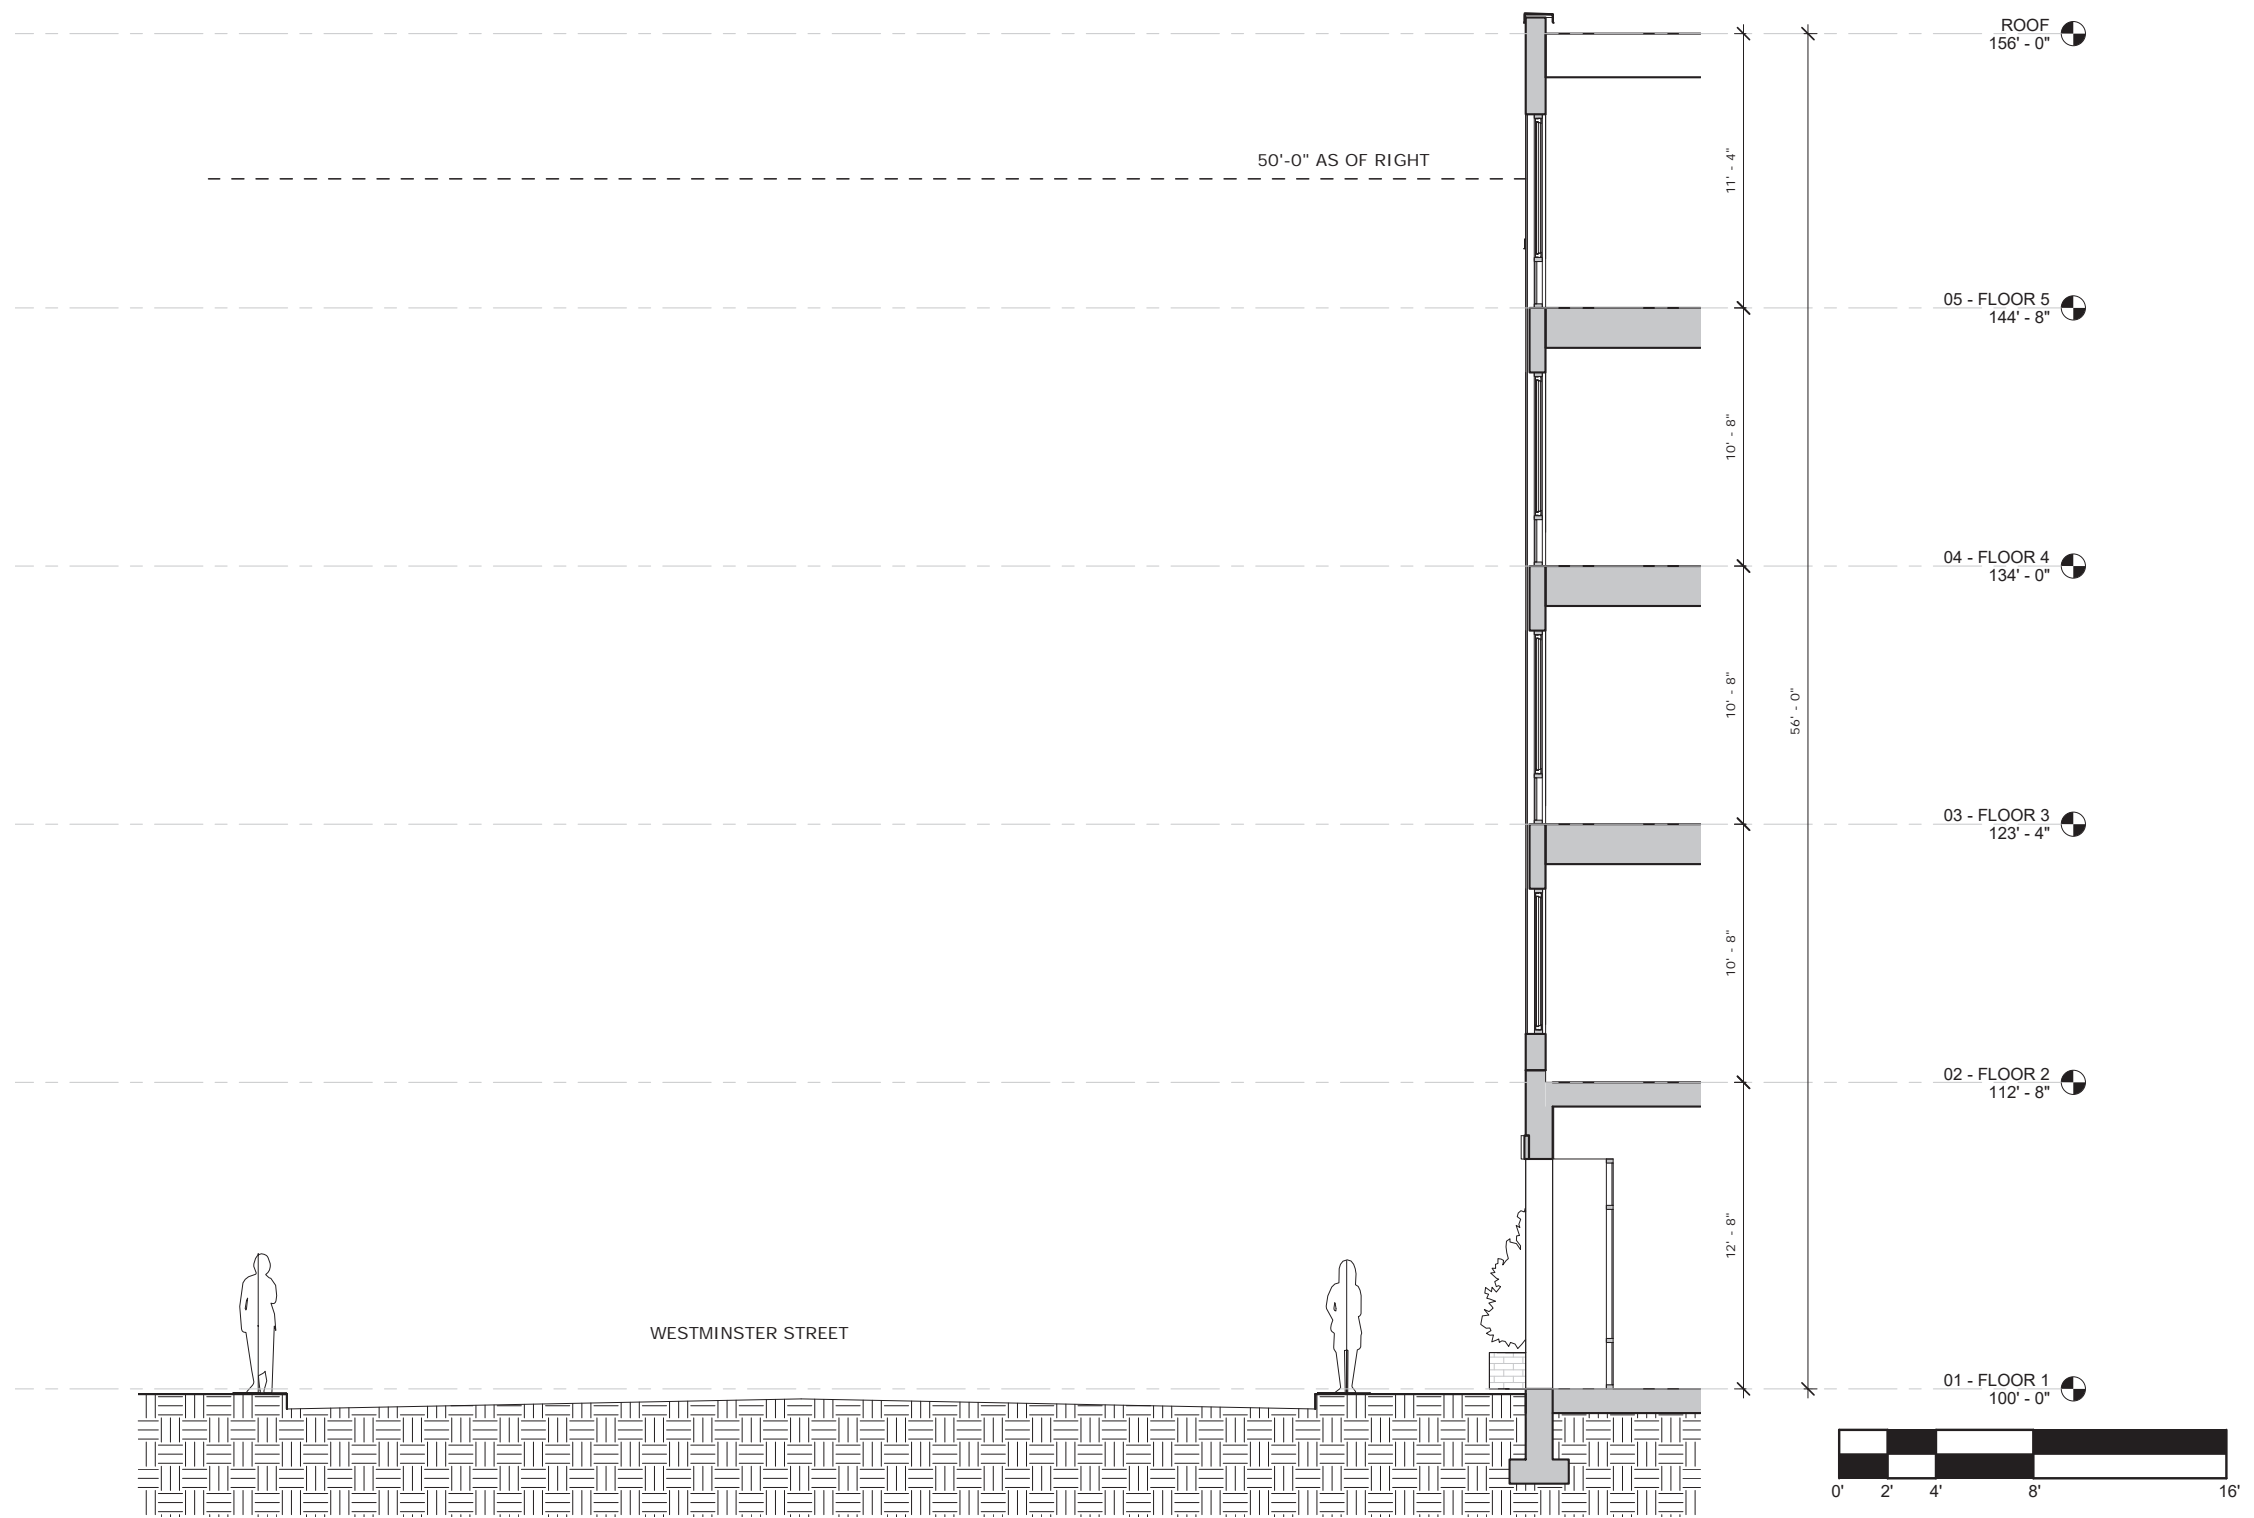 ROOF
156' - 0"
50'-0" AS OF RIGHT
11' - 4"
05 - FLOOR 5
144' - 8"
10' - 8"
04 - FLOOR 4
134' - 0"
10' - 8"
56' - 0"
03 - FLOOR 3
123' - 4"
10' - 8"
02 - FLOOR 2
112' - 8"
12' - 8"
WESTMINSTER STREET
01 - FLOOR 1
100' - 0"
0' 2' 4' 8' 16'